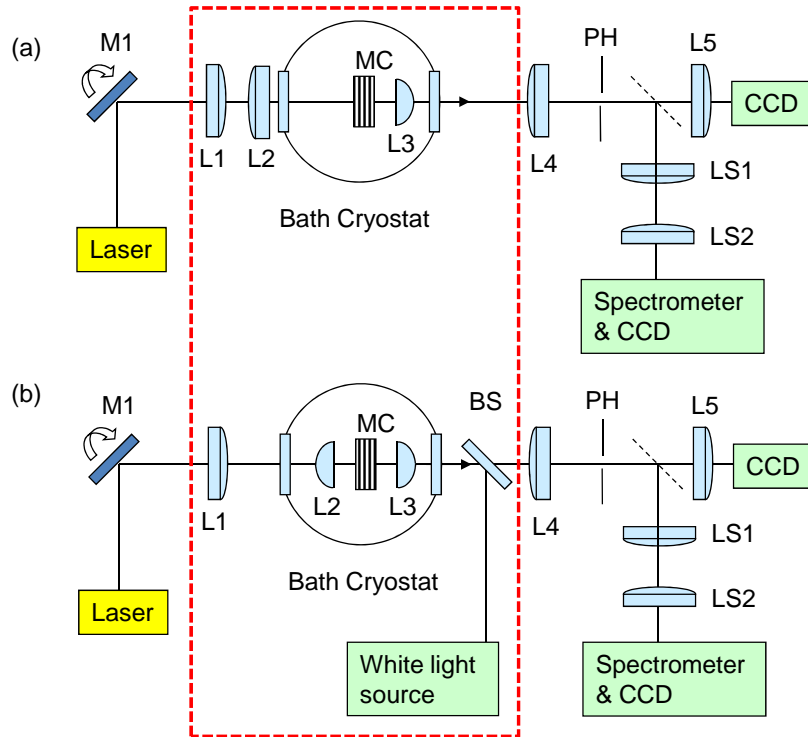 (a)
M1
MC
PH
L5
CCD
L1
L2
L3
L4
LS1
Bath Cryostat
LS2
Laser
Spectrometer
& CCD
(b)
M1
MC
BS
PH
L5
CCD
L1
L2
L3
L4
LS1
Bath Cryostat
LS2
Laser
White light
source
Spectrometer
& CCD